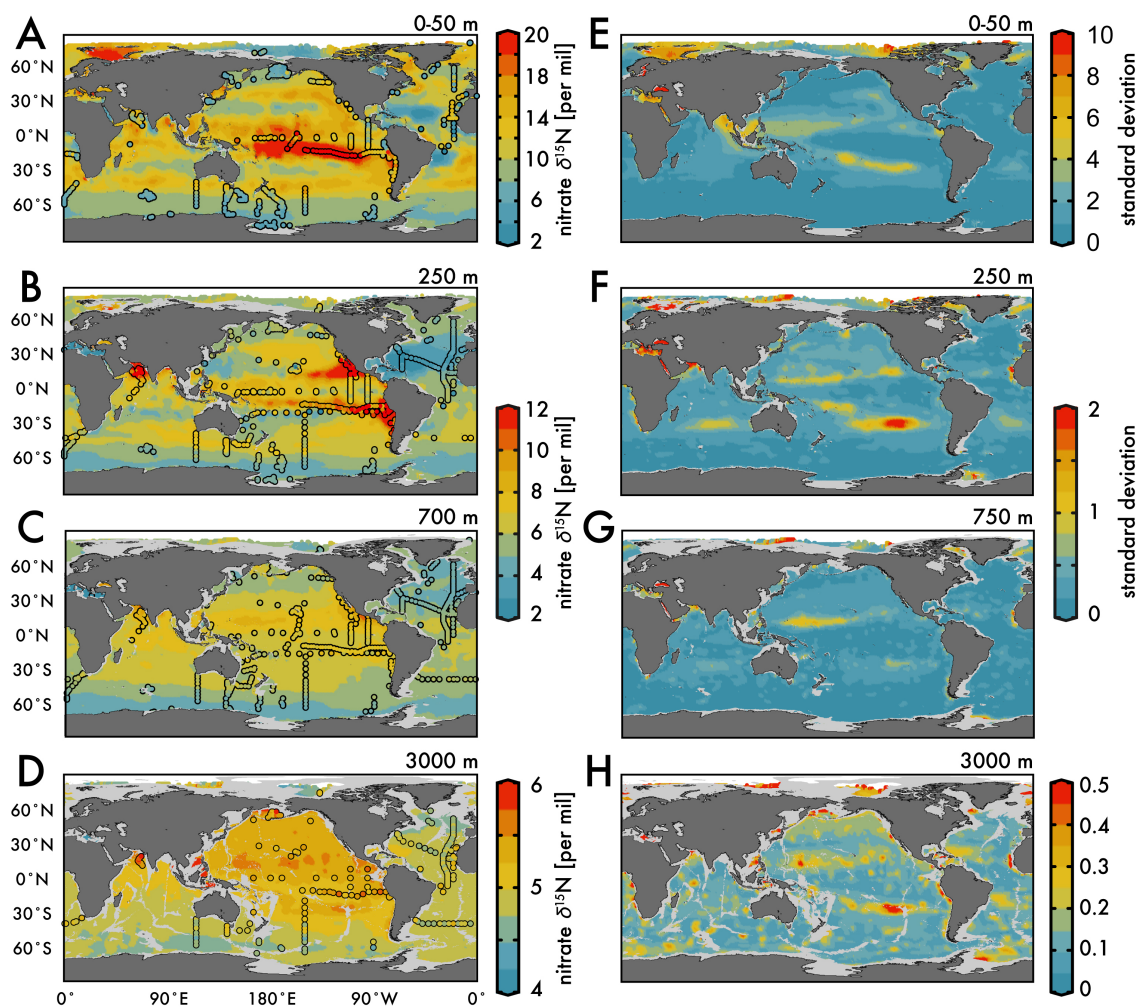 A 0-50 m
60°N
30°N
0°N
30°S
60°S
20
18
16
14
12
10
8
6
4
2
nitrate δ¹⁵N [per mil]
E 0-50 m
10
8
6
4
2
0
standard deviation
B 250 m
60°N
30°N
0°N
30°S
60°S
F 250 m
C 700 m
60°N
30°N
0°N
30°S
60°S
12
10
8
6
4
2
nitrate δ¹⁵N [per mil]
G 750 m
2
1
0
standard deviation
D 3000 m
60°N
30°N
0°N
30°S
60°S
0°
90°E
180°E
90°W
0°
6
5
4
nitrate δ¹⁵N [per mil]
H 3000 m
0.5
0.4
0.3
0.2
0.1
0